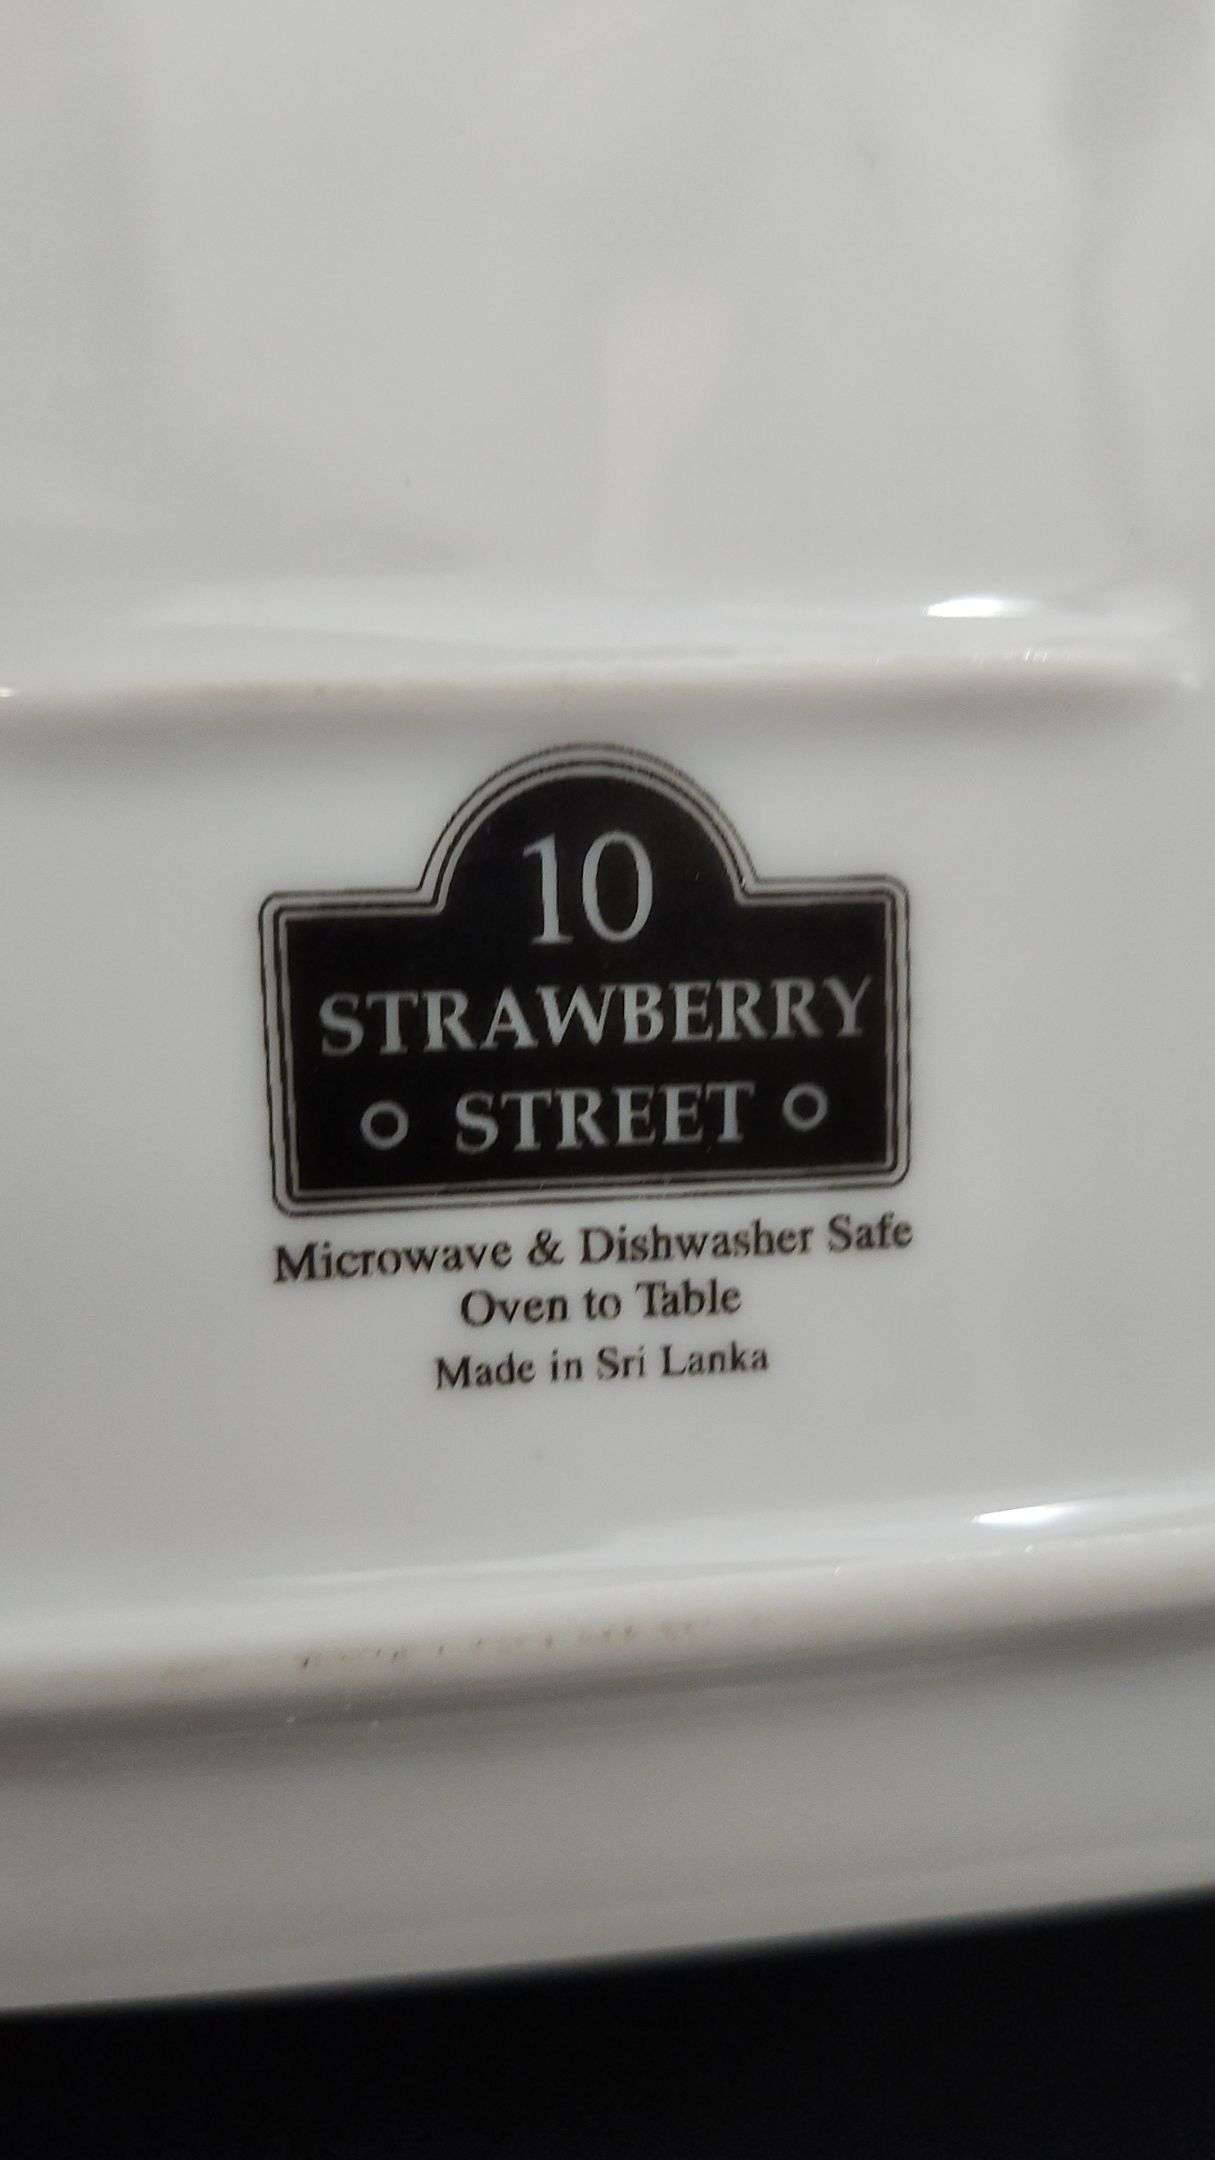 10
STRAWBERRY
STREET
Microwave & Dishwasher Safe
Oven to Table
Made in Sri Lanka